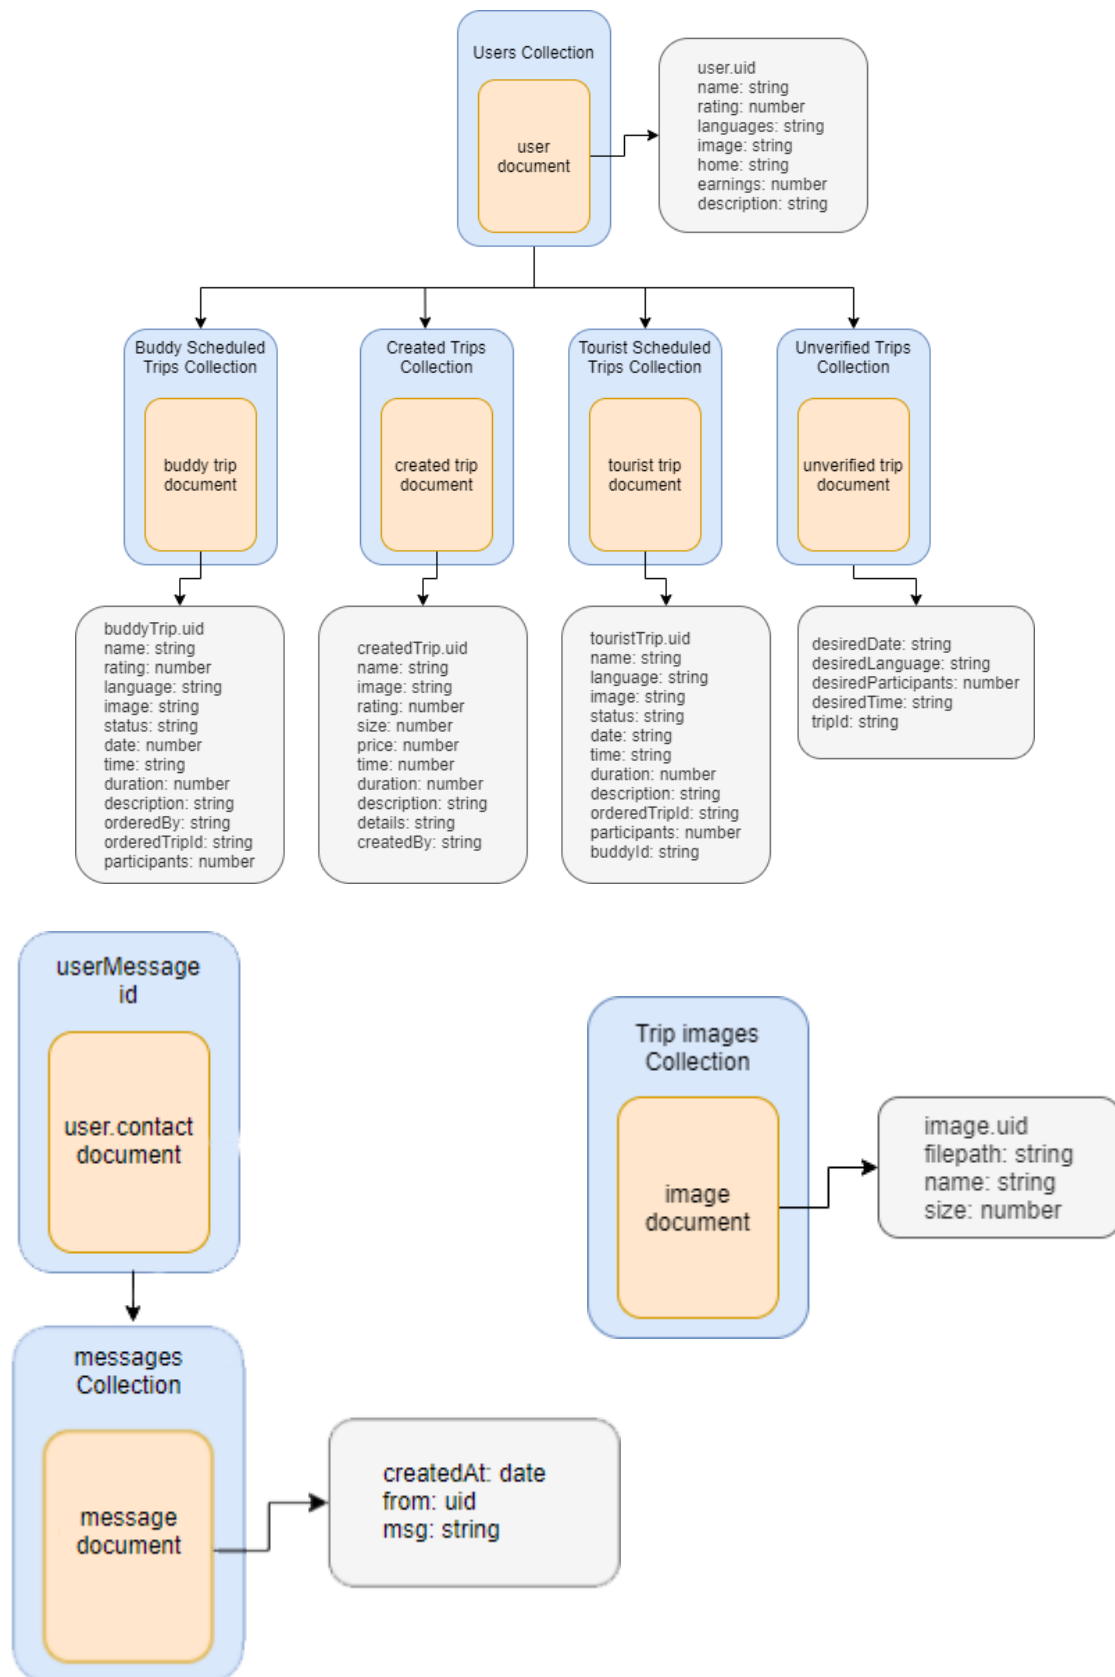 Users Collection
user
document
user.uid
name: string
rating: number
languages: string
image: string
home: string
earnings: number
description: string
Buddy Scheduled
Trips Collection
buddy trip
document
Created Trips
Collection
created trip
document
Tourist Scheduled
Trips Collection
tourist trip
document
Unverified Trips
Collection
unverified trip
document
buddyTrip.uid
name: string
rating: number
language: string
image: string
status: string
date: number
time: string
duration: number
description: string
orderedBy: string
orderedTripId: string
participants: number
createdTrip.uid
name: string
image: string
rating: number
size: number
price: number
time: number
duration: number
description: string
details: string
createdBy: string
touristTrip.uid
name: string
language: string
image: string
status: string
date: string
time: string
duration: number
description: string
orderedTripId: string
participants: number
buddyId: string
desiredDate: string
desiredLanguage: string
desiredParticipants: number
desiredTime: string
tripId: string
userMessage
id
user.contact
document
messages
Collection
message
document
createdAt: date
from: uid
msg: string
Trip images
Collection
image
document
image.uid
filepath: string
name: string
size: number